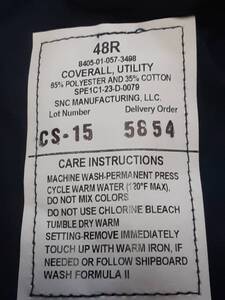 48R
8405-01-057-3498
COVERALL, UTILITY
65% POLYESTER AND 35% COTTON
SPE1C1-23-D-0079
SNC MANUFACTURING, LLC.
Lot Number Delivery Order
CS-15 5854
CARE INSTRUCTIONS
MACHINE WASH-PERMANENT PRESS
CYCLE WARM WATER (120°F MAX),
DO NOT MIX COLORS
DO NOT USE CHLORINE BLEACH
TUMBLE DRY WARM
SETTING-REMOVE IMMEDIATELY
TOUCH UP WITH WARM IRON, IF
NEEDED OR FOLLOW SHIPBOARD
WASH FORMULA II